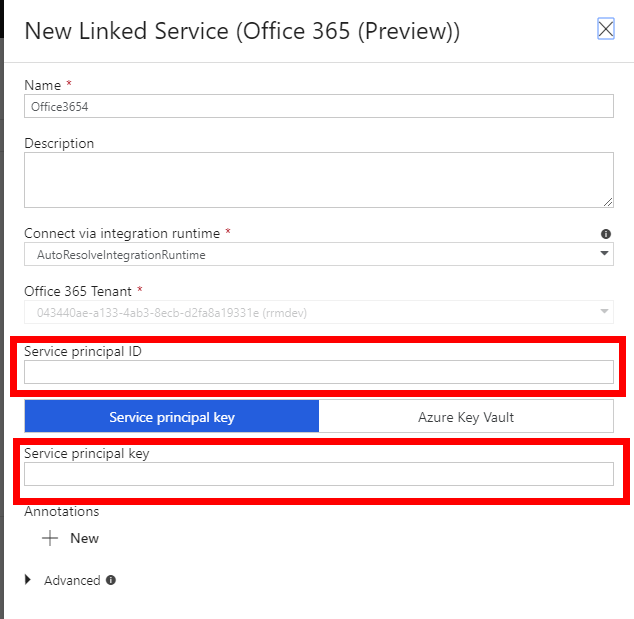 New Linked Service (Office 365 (Preview))
Name *
Office3654
Description
Connect via integration runtime *
AutoResolveIntegrationRuntime
Office 365 Tenant *
043440ae-a133-4ab3-8ecb-d2fa8a19331e (rrmdev)
Service principal ID
Service principal key Azure Key Vault
Service principal key
Annotations
New
Advanced